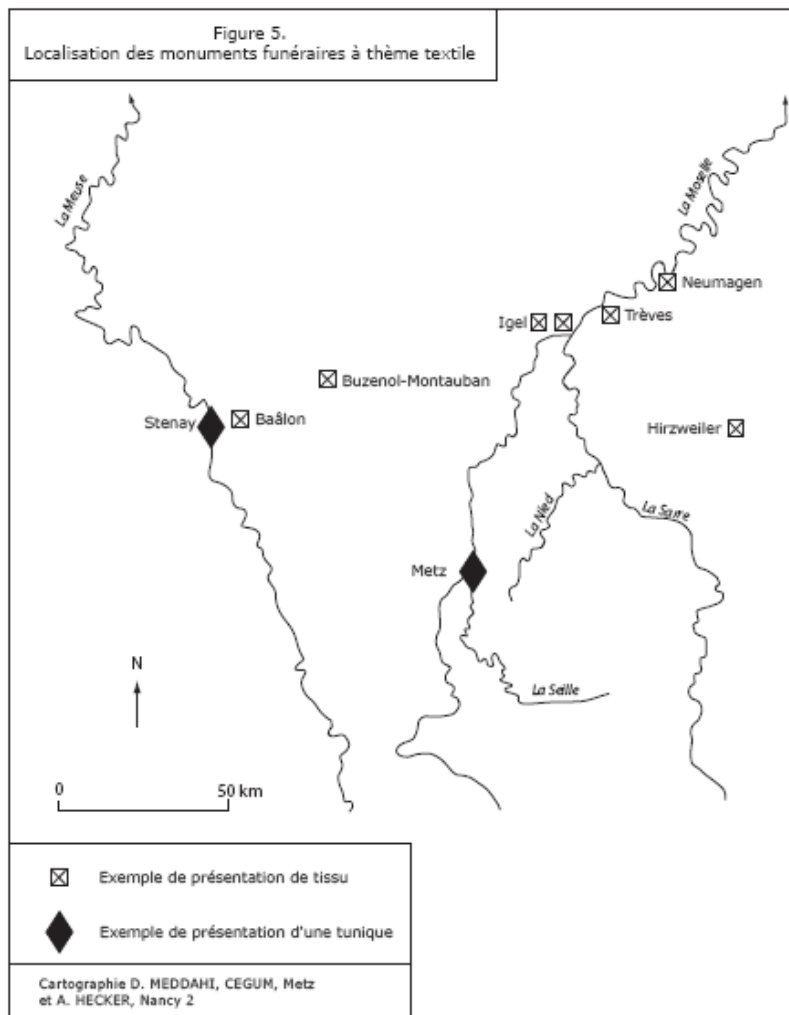 Figure 5.
Localisation des monuments funéraires à thème textile
La Meuse
La Moselle
Neumagen
Igel
Trèves
Buzenol-Montauban
Stenay
Baâlon
Hirzweiler
La Nied
La Sarre
Metz
N
La Seille
0
50 km
Exemple de présentation de tissu
Exemple de présentation d'une tunique
Cartographie D. MEDDAHI, CEGUM, Metz
et A. HECKER, Nancy 2